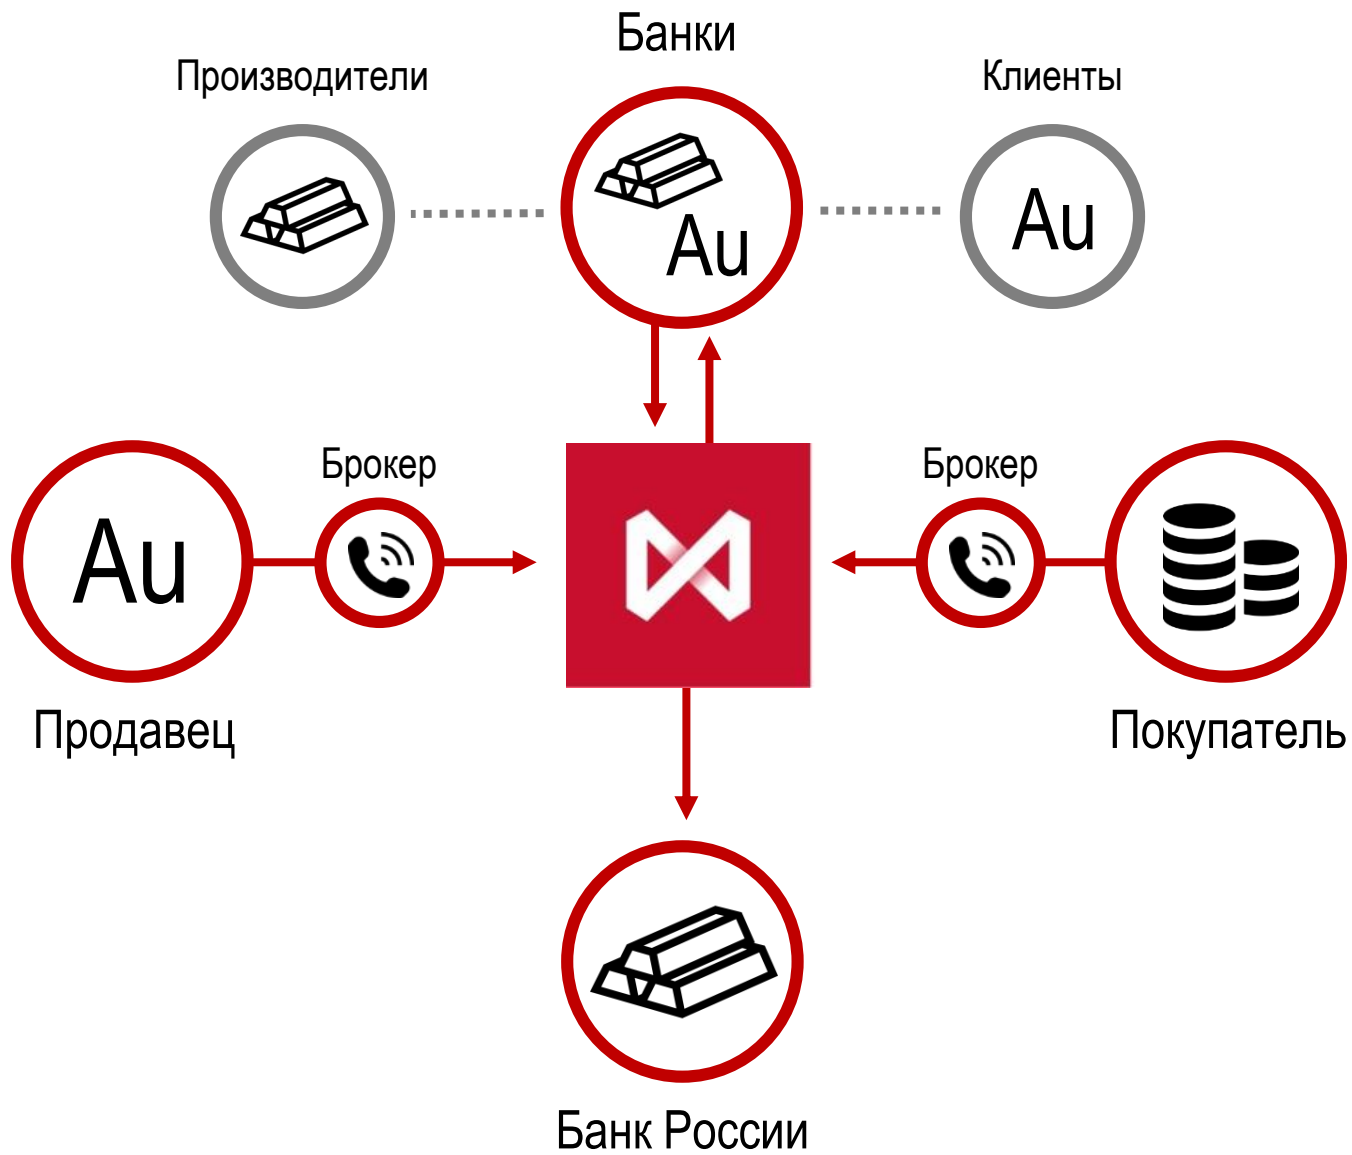 Банки
Производители
Клиенты
Au
Au
Брокер
Брокер
Au
Продавец
Покупатель
Банк России